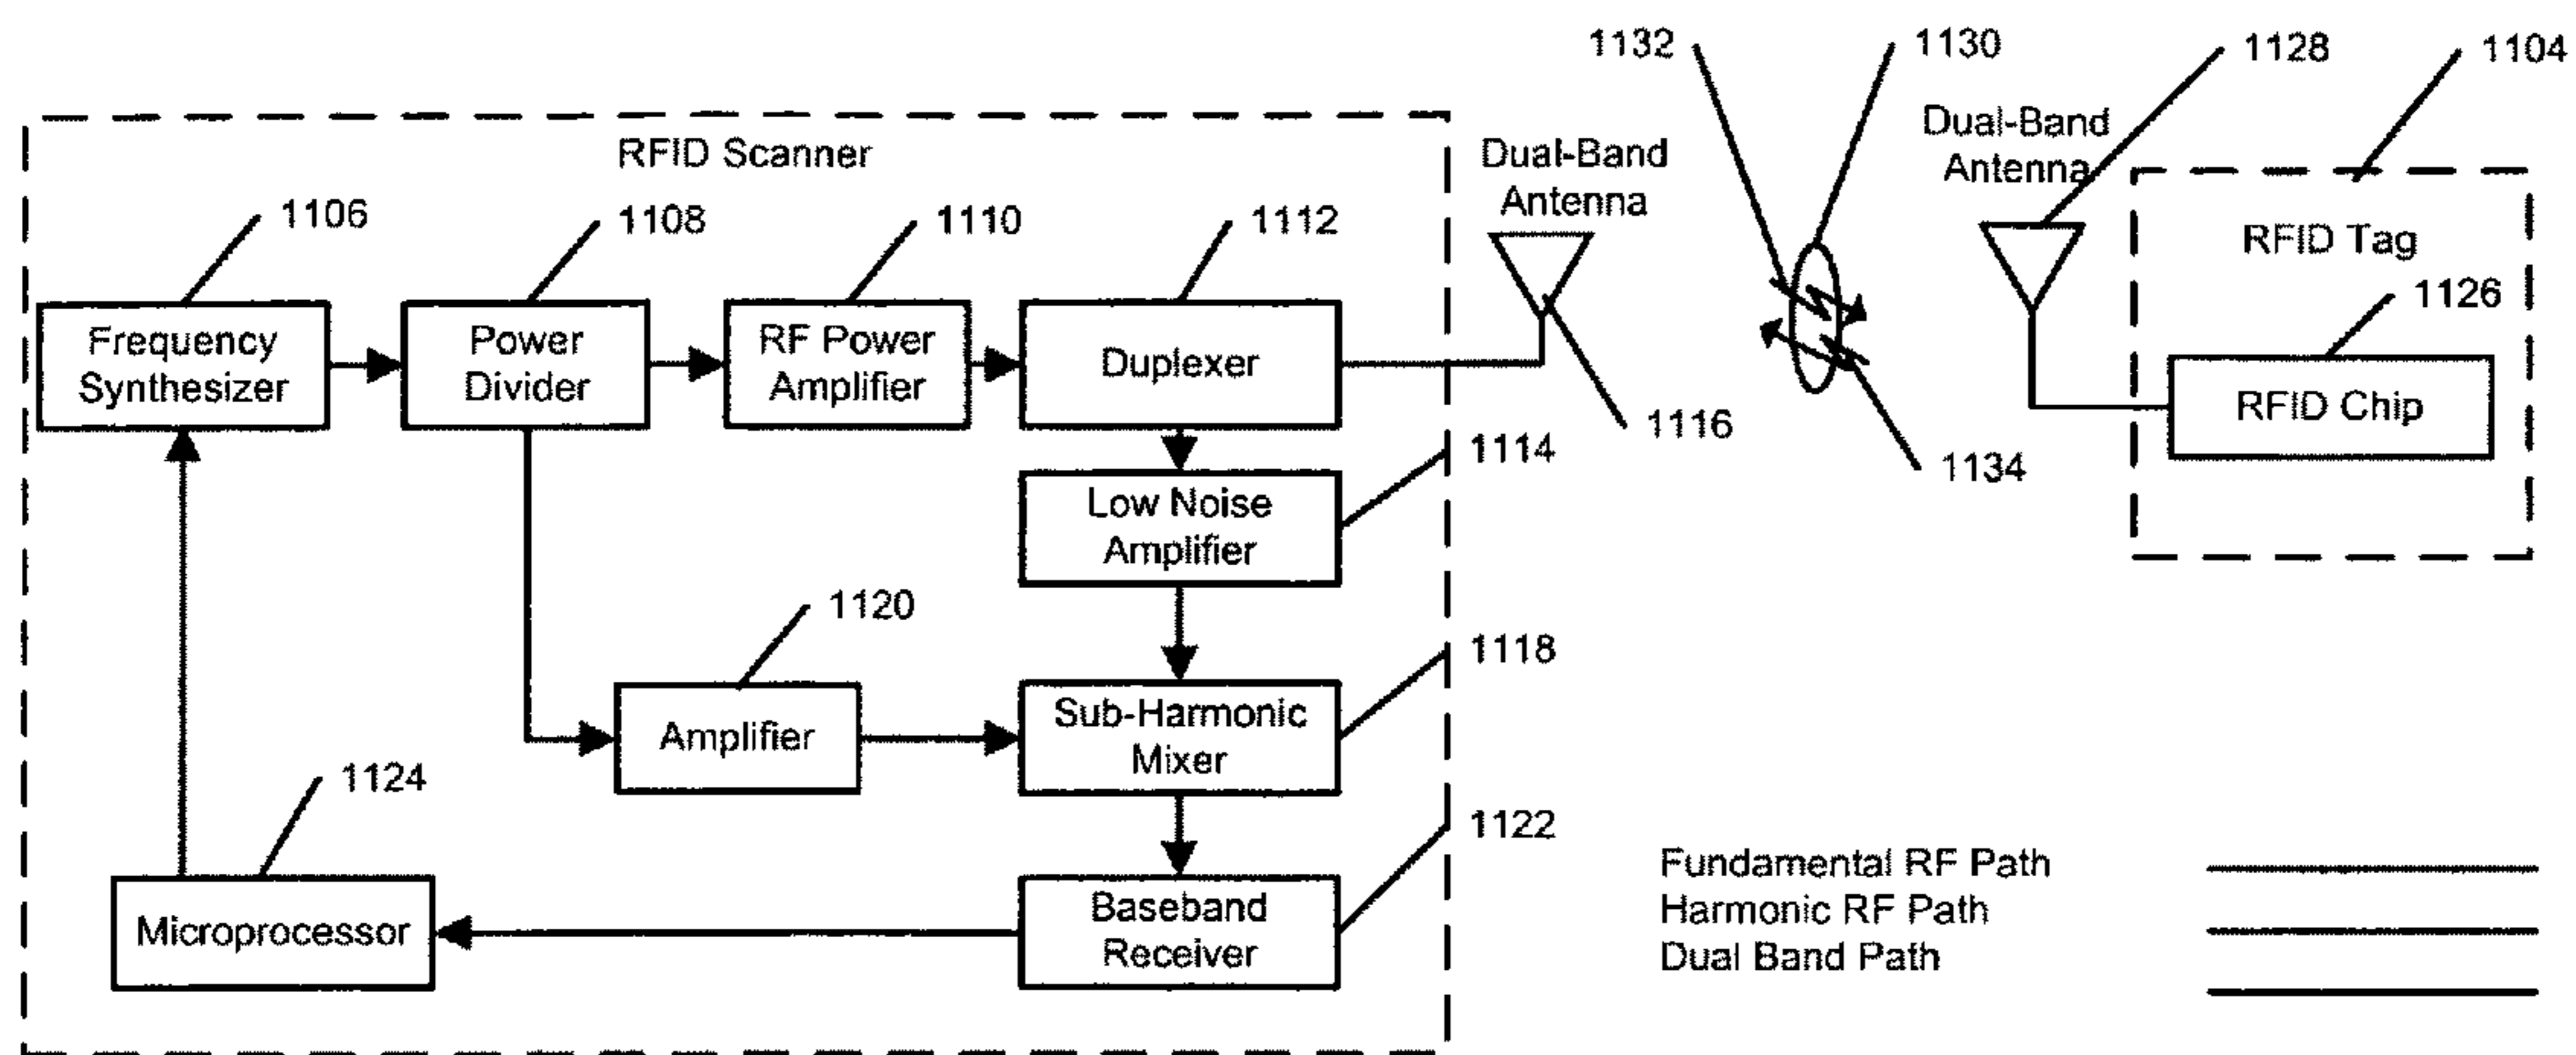 1132
1130
1128
1104
RFID Scanner
Dual-Band
Antenna
Dual-Band
Antenna
1106
1108
1110
1112
RFID Tag
1126
Frequency
Synthesizer
Power
Divider
RF Power
Amplifier
Duplexer
RFID Chip
1116
1114
1134
Low Noise
Amplifier
1120
1118
Amplifier
Sub-Harmonic
Mixer
1124
1122
Microprocessor
Baseband
Receiver
Fundamental RF Path
Harmonic RF Path
Dual Band Path